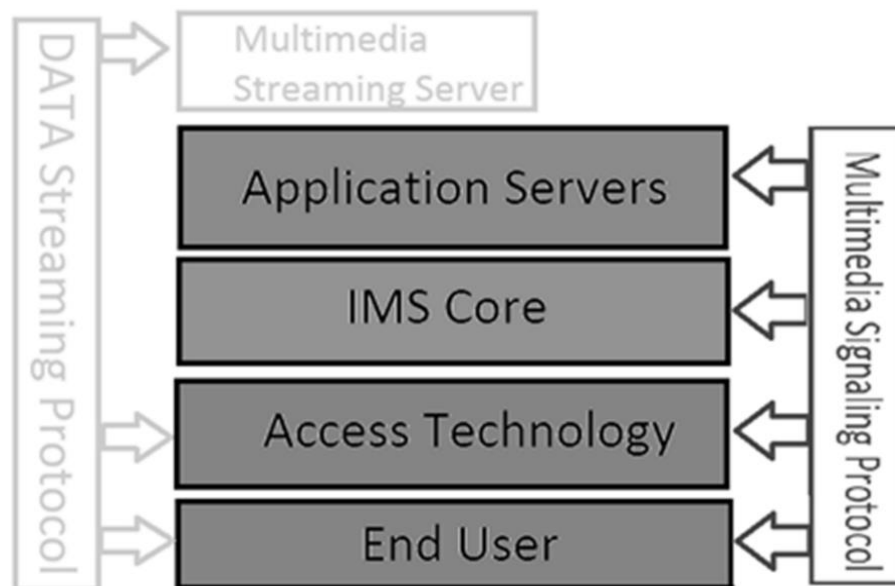 DATA Streaming Protocol
Multimedia
Streaming Server
Application Servers
IMS Core
Access Technology
End User
Multimedia Signaling Protocol